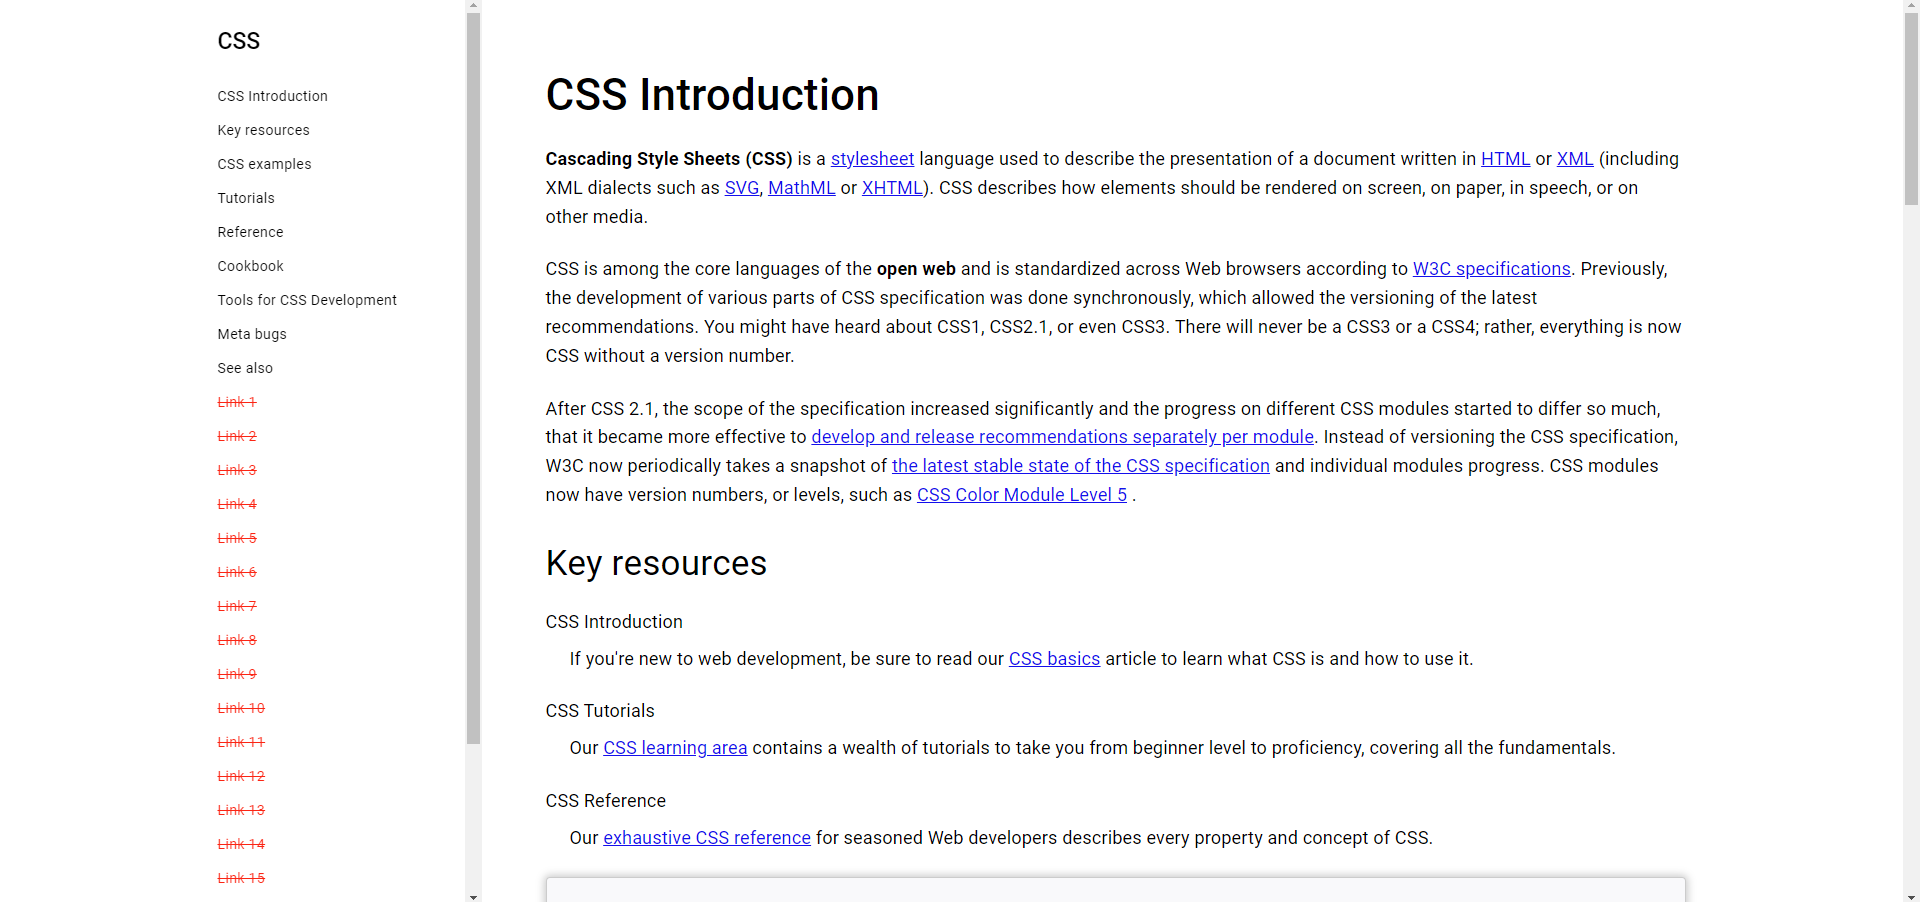 CSS
CSS Introduction
Key resources
CSS examples
Tutorials
Reference
Cookbook
Tools for CSS Development
Meta bugs
See also
Link 1
Link 2
Link 3
Link 4
Link 5
Link 6
Link 7
Link 8
Link 9
Link 10
Link 11
Link 12
Link 13
Link 14
Link 15
CSS Introduction
Cascading Style Sheets (CSS) is a stylesheet language used to describe the presentation of a document written in HTML or XML (including
XML dialects such as SVG, MathML or XHTML). CSS describes how elements should be rendered on screen, on paper, in speech, or on
other media.
CSS is among the core languages of the open web and is standardized across Web browsers according to W3C specifications. Previously,
the development of various parts of CSS specification was done synchronously, which allowed the versioning of the latest
recommendations. You might have heard about CSS1, CSS2.1, or even CSS3. There will never be a CSS3 or a CSS4; rather, everything is now
CSS without a version number.
After CSS 2.1, the scope of the specification increased significantly and the progress on different CSS modules started to differ so much,
that it became more effective to develop and release recommendations separately per module. Instead of versioning the CSS specification,
W3C now periodically takes a snapshot of the latest stable state of the CSS specification and individual modules progress. CSS modules
now have version numbers, or levels, such as CSS Color Module Level 5 .
Key resources
CSS Introduction
If you're new to web development, be sure to read our CSS basics article to learn what CSS is and how to use it.
CSS Tutorials
Our CSS learning area contains a wealth of tutorials to take you from beginner level to proficiency, covering all the fundamentals.
CSS Reference
Our exhaustive CSS reference for seasoned Web developers describes every property and concept of CSS.